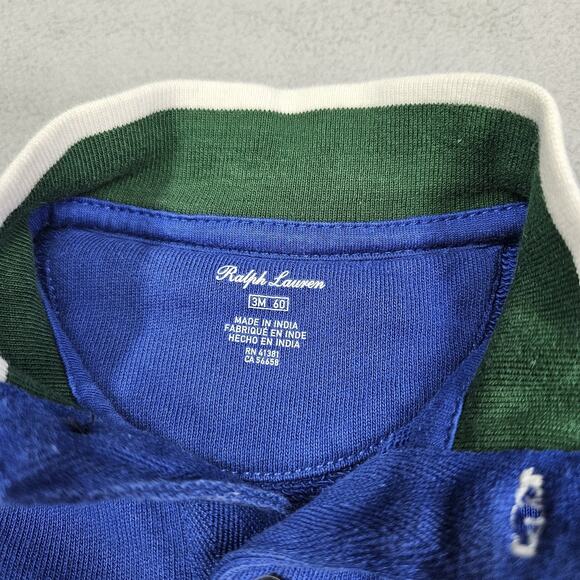 Ralph Lauren
3M 60
MADE IN INDIA
FABRIQUÉ EN INDE
HECHO EN INDIA
RN 41381
CA 56658